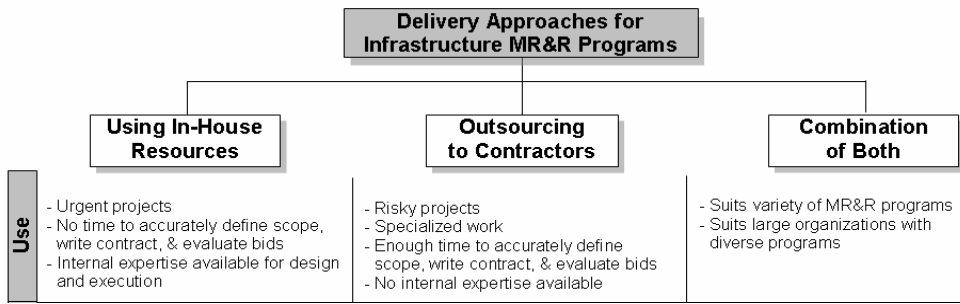 Delivery Approaches for
Infrastructure MR&R Programs
Using In-House
Resources
Outsourcing
to Contractors
Combination
of Both
Use
- Urgent projects
- No time to accurately define scope,
write contract, & evaluate bids
- Internal expertise available for design
and execution
- Risky projects
- Specialized work
- Enough time to accurately define
scope, write contract, & evaluate bids
- No internal expertise available
- Suits variety of MR&R programs
- Suits large organizations with
diverse programs